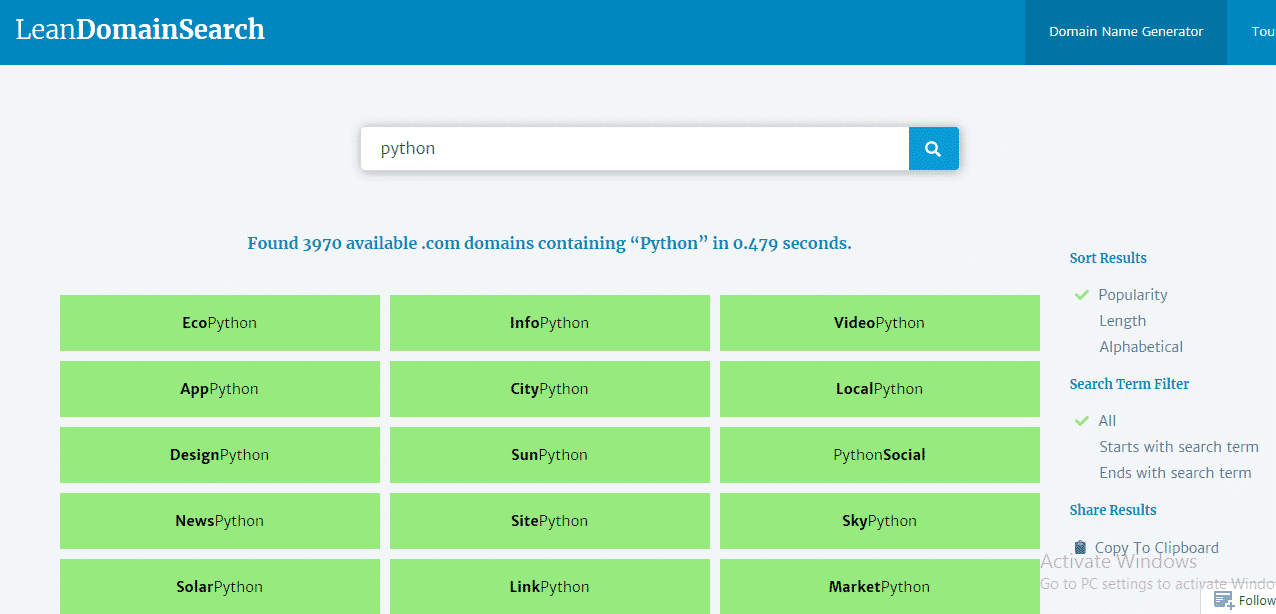 LeanDomainSearch
Domain Name Generator
Tou
python
Found 3970 available .com domains containing “Python” in 0.479 seconds.
EcoPython
InfoPython
VideoPython
AppPython
CityPython
LocalPython
DesignPython
SunPython
PythonSocial
NewsPython
SitePython
SkyPython
SolarPython
LinkPython
MarketPython
Sort Results
Popularity
Length
Alphabetical
Search Term Filter
All
Starts with search term
Ends with search term
Share Results
Copy To Clipboard
Activate Windows
Go to PC settings to activate Windo
Follow